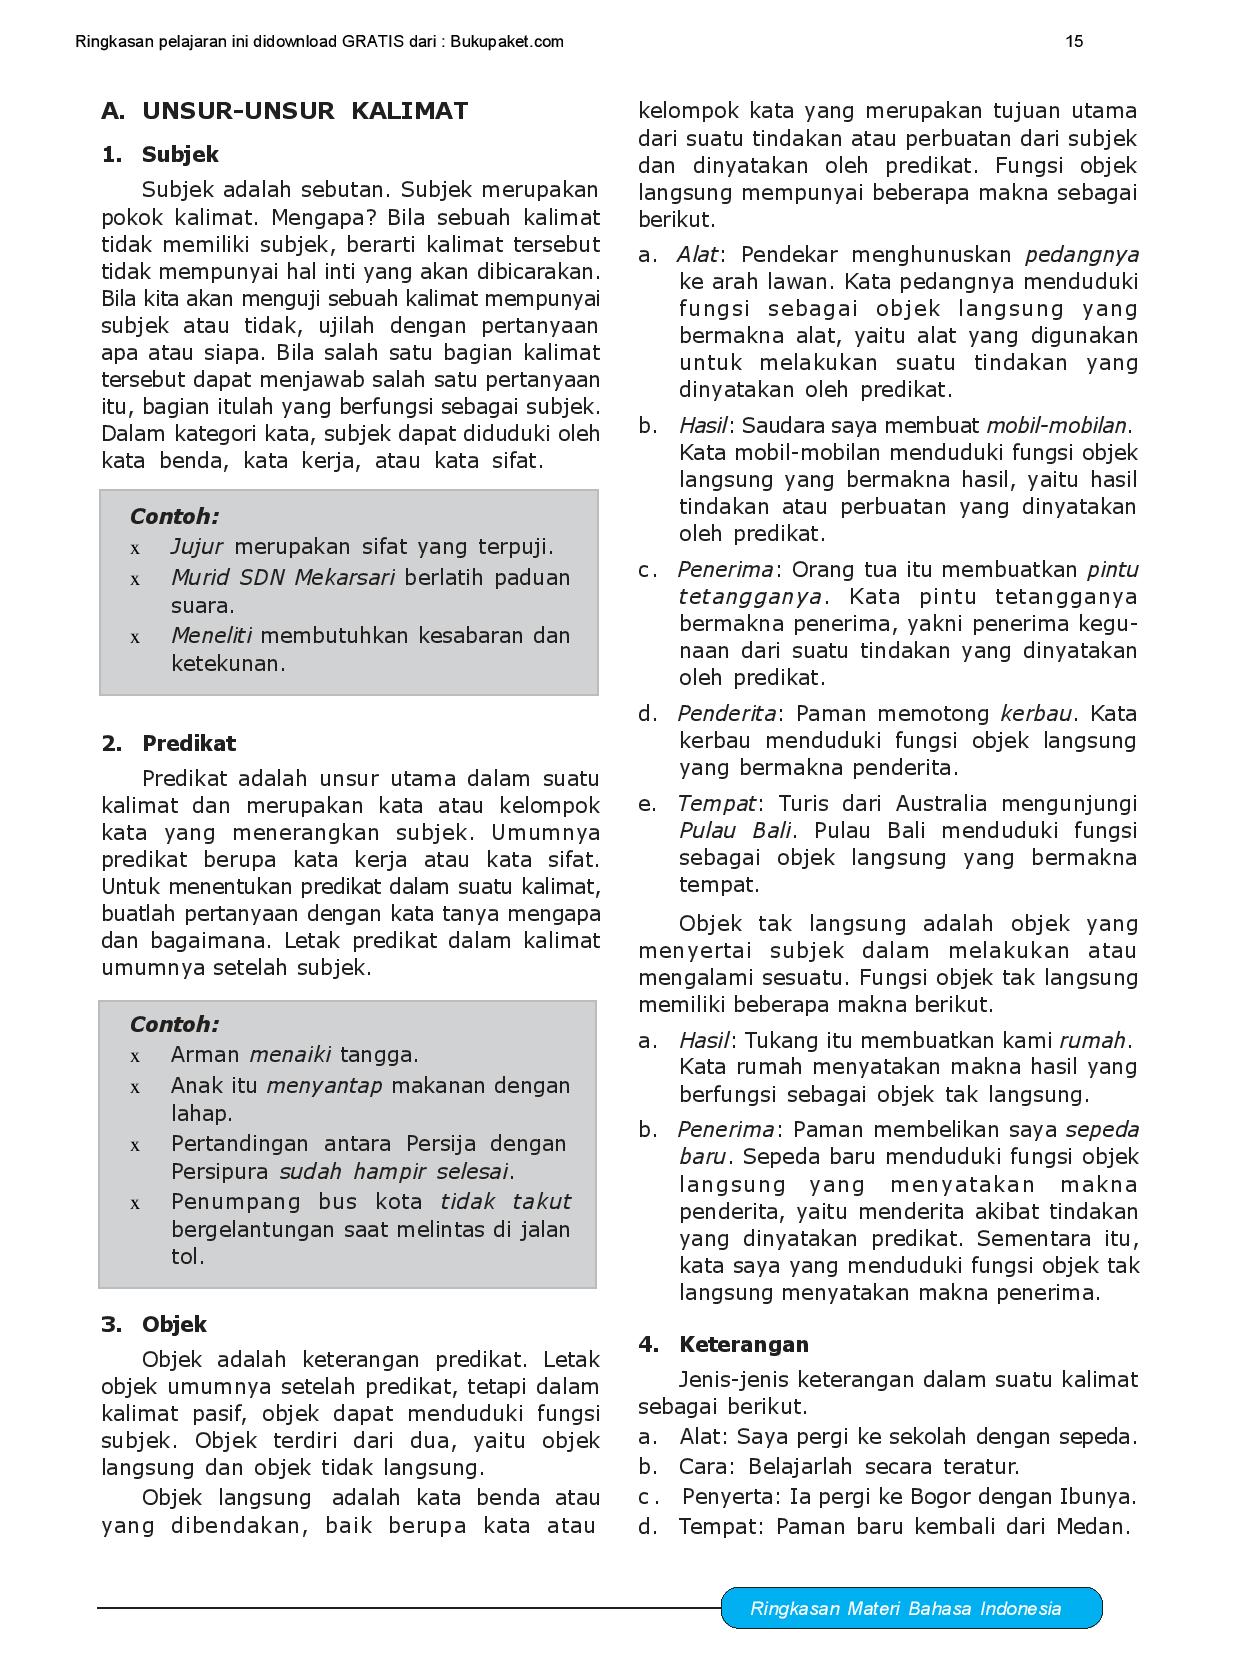 Ringkasan pelajaran ini didownload GRATIS dari : Bukupaket.com 15
A. UNSUR-UNSUR KALIMAT
1. Subjek
Subjek adalah sebutan. Subjek merupakan
pokok kalimat. Mengapa? Bila sebuah kalimat
tidak memiliki subjek, berarti kalimat tersebut
tidak mempunyai hal inti yang akan dibicarakan.
Bila kita akan menguji sebuah kalimat mempunyai
subjek atau tidak, ujilah dengan pertanyaan
apa atau siapa. Bila salah satu bagian kalimat
tersebut dapat menjawab salah satu pertanyaan
itu, bagian itulah yang berfungsi sebagai subjek.
Dalam kategori kata, subjek dapat diduduki oleh
kata benda, kata kerja, atau kata sifat.
Contoh:
x Jujur merupakan sifat yang terpuji.
x Murid SDN Mekarsari berlatih paduan
suara.
x Meneliti membutuhkan kesabaran dan
ketekunan.
2. Predikat
Predikat adalah unsur utama dalam suatu
kalimat dan merupakan kata atau kelompok
kata yang menerangkan subjek. Umumnya
predikat berupa kata kerja atau kata sifat.
Untuk menentukan predikat dalam suatu kalimat,
buatlah pertanyaan dengan kata tanya mengapa
dan bagaimana. Letak predikat dalam kalimat
umumnya setelah subjek.
Contoh:
x Arman menaiki tangga.
x Anak itu menyantap makanan dengan
lahap.
x Pertandingan antara Persija dengan
Persipura sudah hampir selesai.
x Penumpang bus kota tidak takut
bergelantungan saat melintas di jalan
tol.
3. Objek
Objek adalah keterangan predikat. Letak
objek umumnya setelah predikat, tetapi dalam
kalimat pasif, objek dapat menduduki fungsi
subjek. Objek terdiri dari dua, yaitu objek
langsung dan objek tidak langsung.
Objek langsung adalah kata benda atau
yang dibendakan, baik berupa kata atau
kelompok kata yang merupakan tujuan utama
dari suatu tindakan atau perbuatan dari subjek
dan dinyatakan oleh predikat. Fungsi objek
langsung mempunyai beberapa makna sebagai
berikut.
a. Alat: Pendekar menghunuskan pedangnya
ke arah lawan. Kata pedangnya menduduki
fungsi sebagai objek langsung yang
bermakna alat, yaitu alat yang digunakan
untuk melakukan suatu tindakan yang
dinyatakan oleh predikat.
b. Hasil: Saudara saya membuat mobil-mobilan.
Kata mobil-mobilan menduduki fungsi objek
langsung yang bermakna hasil, yaitu hasil
tindakan atau perbuatan yang dinyatakan
oleh predikat.
c. Penerima: Orang tua itu membuatkan pintu
tetangganya. Kata pintu tetangganya
bermakna penerima, yakni penerima kegu-
naan dari suatu tindakan yang dinyatakan
oleh predikat.
d. Penderita: Paman memotong kerbau. Kata
kerbau menduduki fungsi objek langsung
yang bermakna penderita.
e. Tempat: Turis dari Australia mengunjungi
Pulau Bali. Pulau Bali menduduki fungsi
sebagai objek langsung yang bermakna
tempat.
Objek tak langsung adalah objek yang
menyertai subjek dalam melakukan atau
mengalami sesuatu. Fungsi objek tak langsung
memiliki beberapa makna berikut.
a. Hasil: Tukang itu membuatkan kami rumah.
Kata rumah menyatakan makna hasil yang
berfungsi sebagai objek tak langsung.
b. Penerima: Paman membelikan saya sepeda
baru. Sepeda baru menduduki fungsi objek
langsung yang menyatakan makna
penderita, yaitu menderita akibat tindakan
yang dinyatakan predikat. Sementara itu,
kata saya yang menduduki fungsi objek tak
langsung menyatakan makna penerima.
4. Keterangan
Jenis-jenis keterangan dalam suatu kalimat
sebagai berikut.
a. Alat: Saya pergi ke sekolah dengan sepeda.
b. Cara: Belajarlah secara teratur.
c. Penyerta: Ia pergi ke Bogor dengan Ibunya.
d. Tempat: Paman baru kembali dari Medan.
Ringkasan Materi Bahasa Indonesia